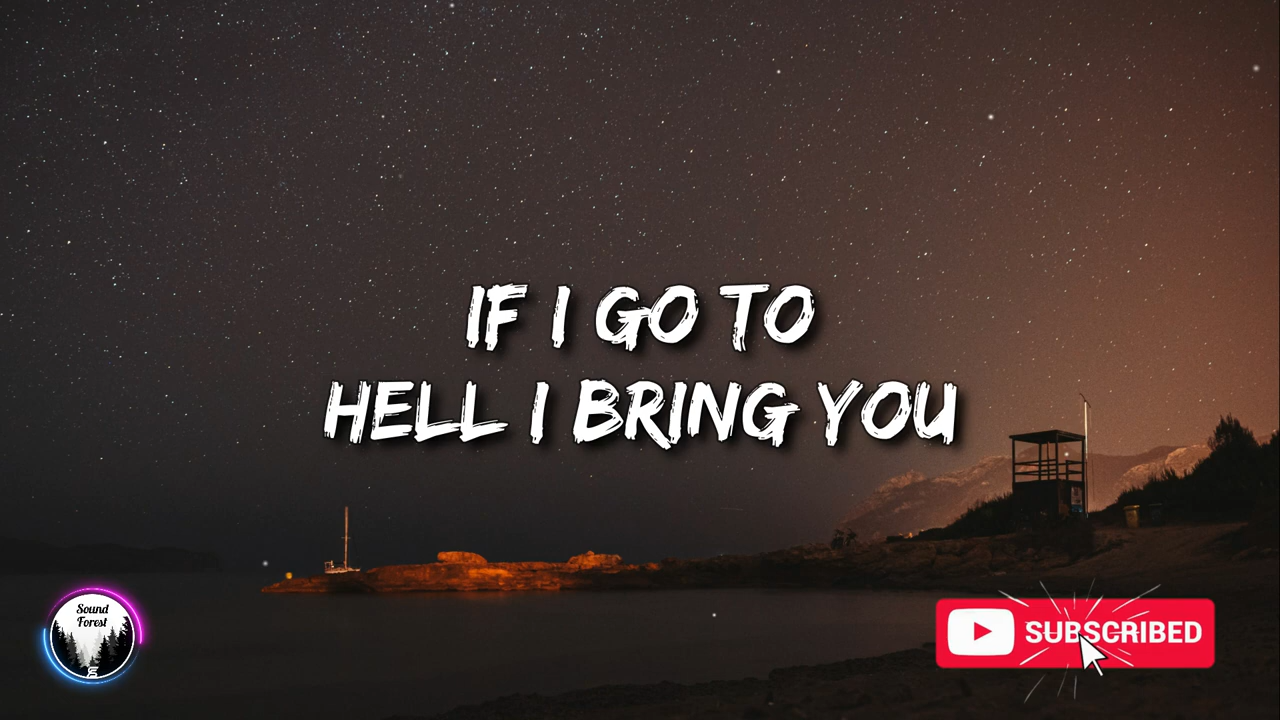 IF I GO TO
HELL I BRING YOU
Sound
Forest
SUBSCRIBED